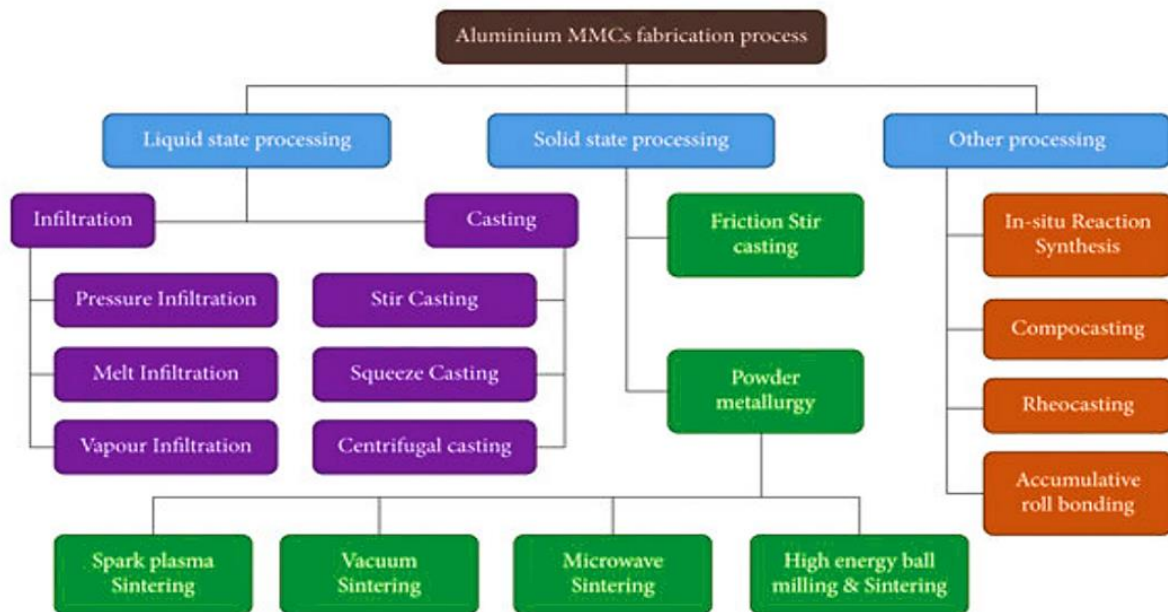 Aluminium MMCs fabrication process
Liquid state processing
Solid state processing
Other processing
Infiltration
Casting
Friction Stir
casting
In-situ Reaction
Synthesis
Pressure Infiltration
Stir Casting
Compocasting
Melt Infiltration
Squeeze Casting
Powder
metallurgy
Rheocasting
Vapour Infiltration
Centrifugal casting
Accumulative
roll bonding
Spark plasma
Sintering
Vacuum
Sintering
Microwave
Sintering
High energy ball
milling & Sintering